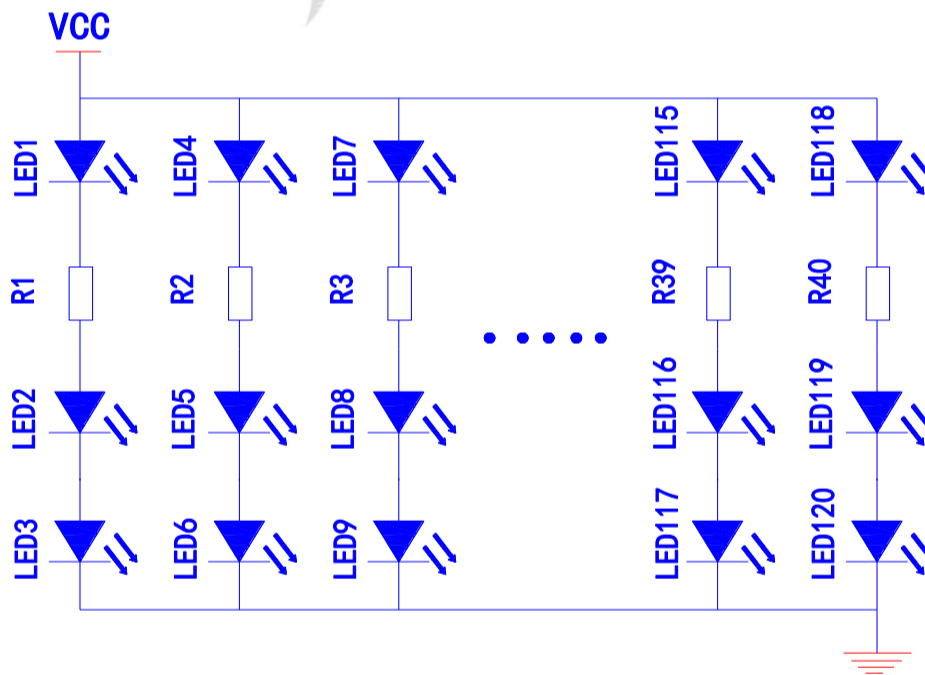 VCC
LED1
LED4
LED7
LED115
LED118
R1
R2
R3
R39
R40
LED2
LED5
LED8
LED116
LED119
LED3
LED6
LED9
LED117
LED120